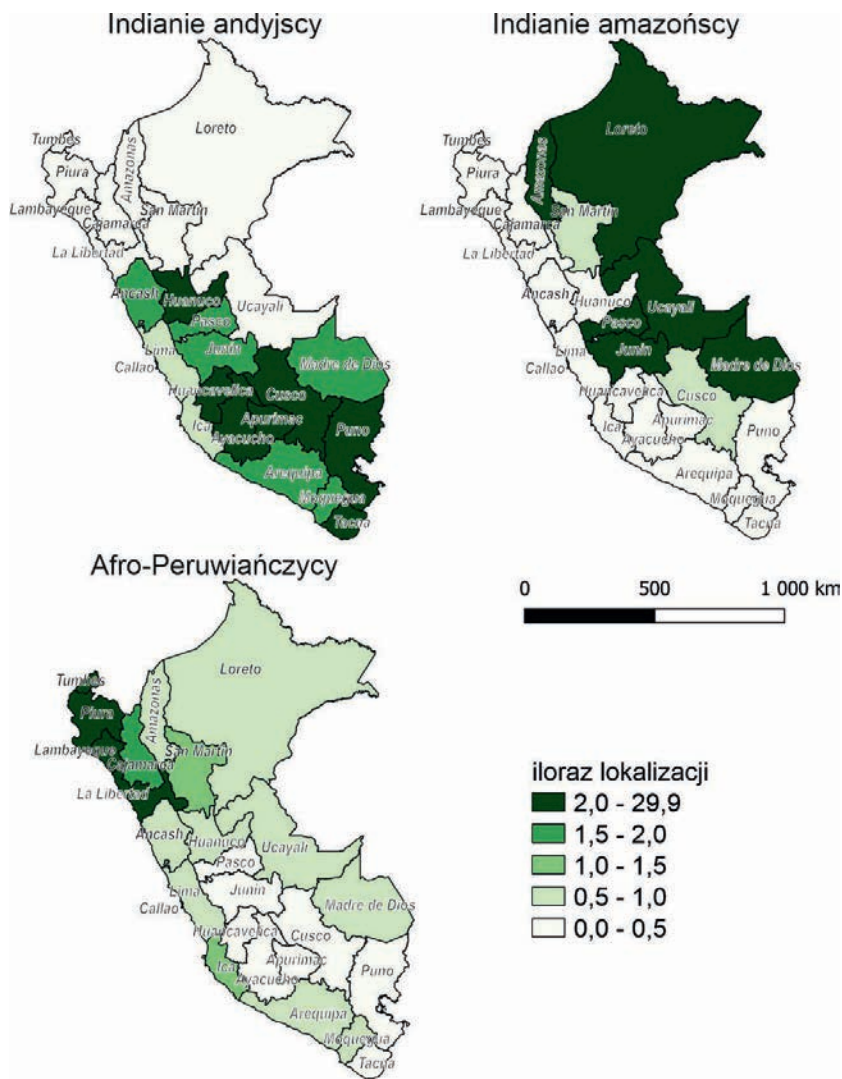 Indianie andyjscy
Loreto
Tumbes
Piura
Amazonas
Lambayeque
San Martin
Cajamarca
La Libertad
Ancash
Huanuco
Ucayali
Pasco
Lima
Junin
Callao
Madre de Dios
Huancavelica
Cusco
Ica
Apurimac
Ayacucho
Puno
Arequipa
Moquegua
Tacna
Indianie amazońscy
Loreto
Tumbes
Piura
Amazonas
Lambayeque
San Martin
Cajamarca
La Libertad
Ancash
Huanuco
Ucayali
Pasco
Lima
Junin
Callao
Madre de Dios
Huancavelica
Cusco
Ica
Apurimac
Ayacucho
Puno
Arequipa
Moquegua
Tacna
Afro-Peruwiańczycy
Loreto
Tumbes
Piura
Amazonas
Lambayeque
San Martin
Cajamarca
La Libertad
Ancash
Huanuco
Ucayali
Pasco
Lima
Junin
Callao
Madre de Dios
Huancavelica
Cusco
Ica
Apurimac
Ayacucho
Puno
Arequipa
Moquegua
Tacna
0 500 1 000 km
iloraz lokalizacji
2,0 - 29,9
1,5 - 2,0
1,0 - 1,5
0,5 - 1,0
0,0 - 0,5